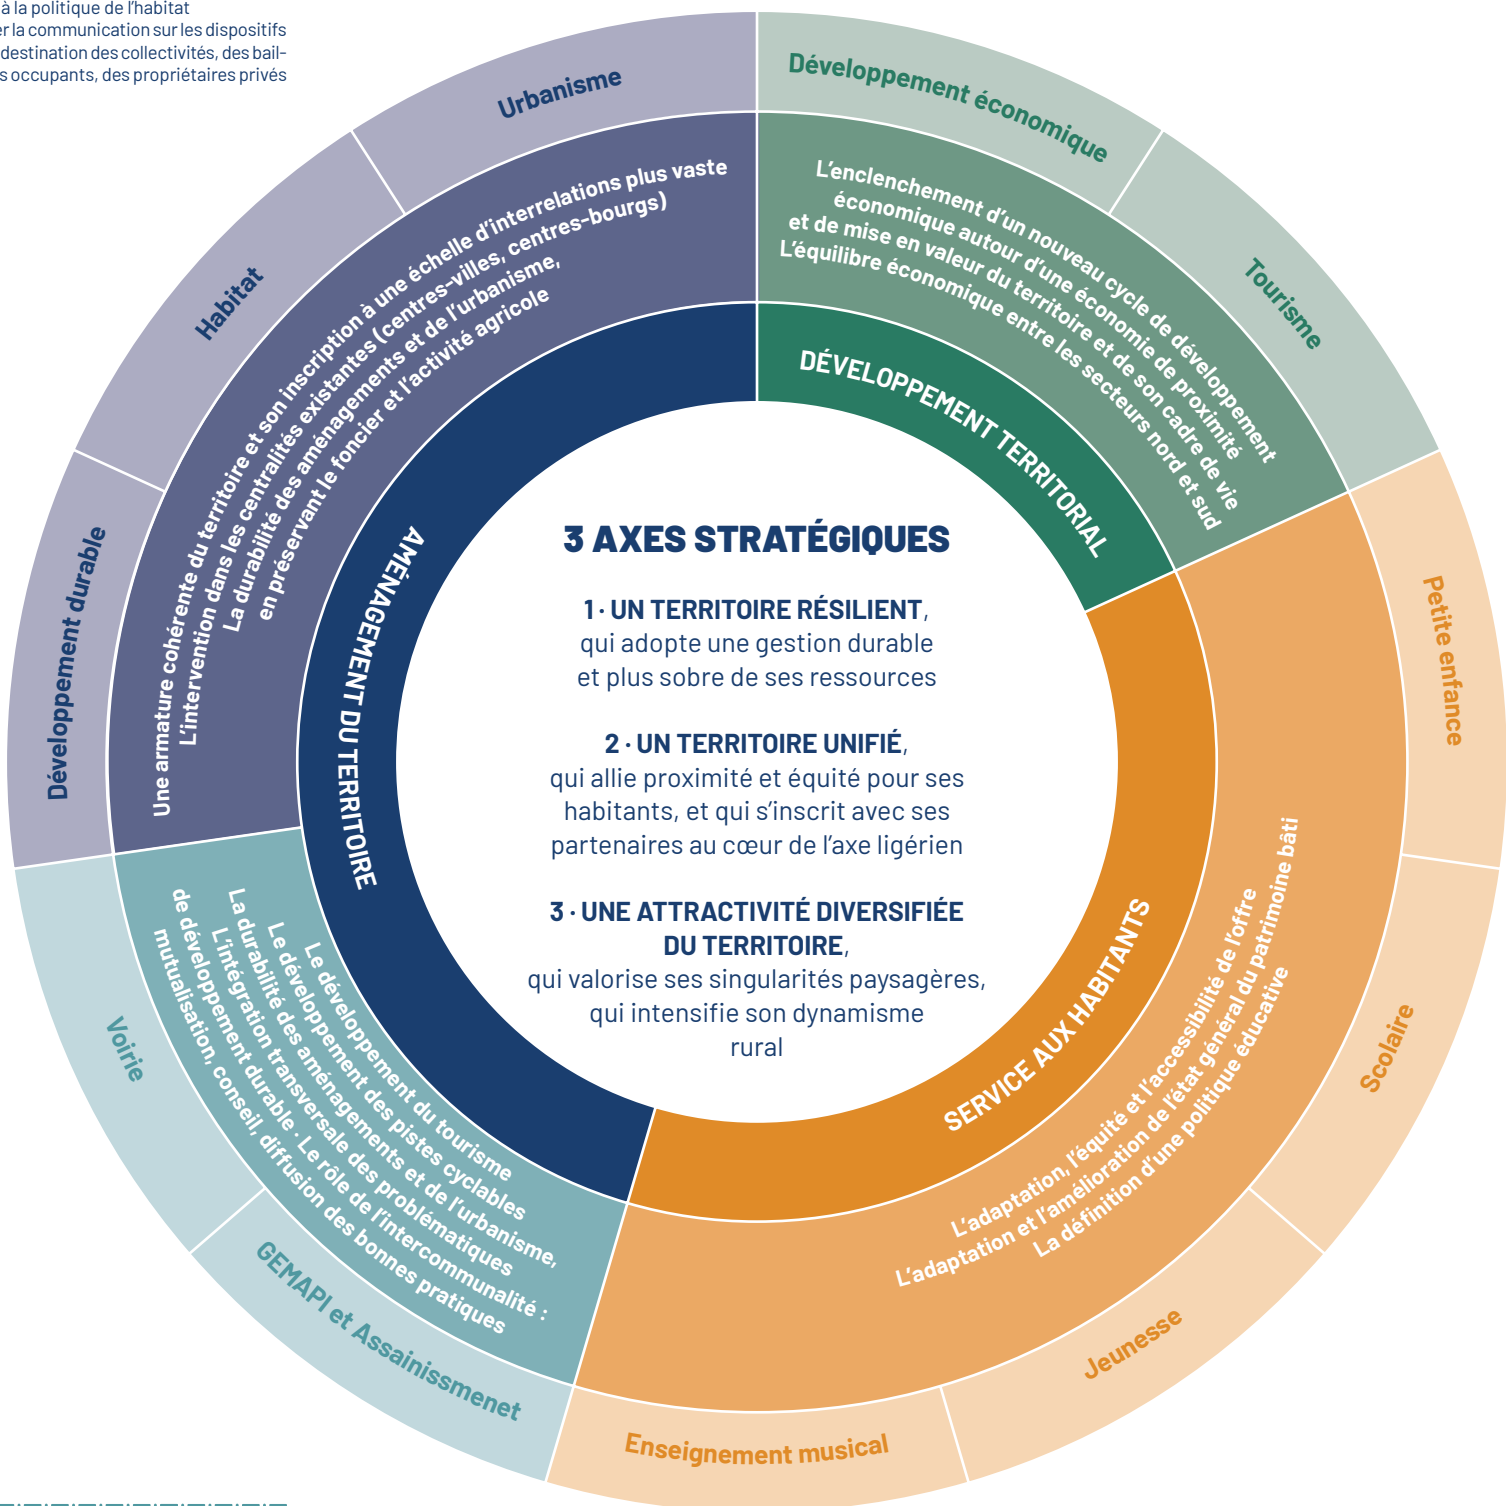 à la politique de l'habitat
er la communication sur les dispositifs
destination des collectivités, des bail-
s occupants, des propriétaires privés
Urbanisme
Habitat
Développement durable
Une armature cohérente du territoire et son inscription à une échelle d'interrelations plus vaste
L'intervention dans les centralités existantes (centres-villes, centres-bourgs)
La durabilité des aménagements et de l'urbanisme,
en préservant le foncier et l'activité agricole
AMÉNAGEMENT DU TERRITOIRE
Développement économique
Tourisme
L'enclenchement d'un nouveau cycle de développement
économique autour d'une économie de proximité
et de mise en valeur du territoire et de son cadre de vie
L'équilibre économique entre les secteurs nord et sud
DÉVELOPPEMENT TERRITORIAL
3 AXES STRATÉGIQUES
1 · UN TERRITOIRE RÉSILIENT,
qui adopte une gestion durable
et plus sobre de ses ressources
2 · UN TERRITOIRE UNIFIÉ,
qui allie proximité et équité pour ses
habitants, et qui s'inscrit avec ses
partenaires au cœur de l'axe ligérien
3 · UNE ATTRACTIVITÉ DIVERSIFIÉE
DU TERRITOIRE,
qui valorise ses singularités paysagères,
qui intensifie son dynamisme
rural
Petite enfance
Scolaire
Jeunesse
Enseignement musical
SERVICE AUX HABITANTS
L'adaptation, l'équité et l'accessibilité de l'offre
L'adaptation et l'amélioration de l'état général du patrimoine bâti
La définition d'une politique éducative
Voirie
GEMAPI et Assainissmenet
Le développement du tourisme
Le développement des pistes cyclables
La durabilité des aménagements et de l'urbanisme,
L'intégration transversale des problématiques
de développement durable · Le rôle de l'intercommunalité :
mutualisation, conseil, diffusion des bonnes pratiques